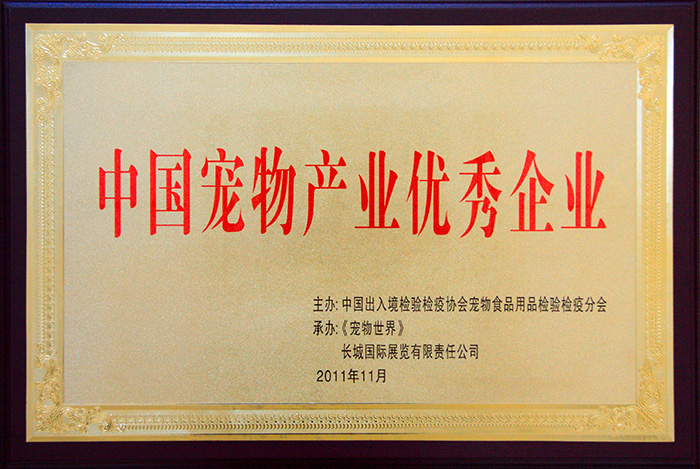 中国宠物产业优秀企业
主办:中国出入境检验检疫协会宠物食品用品检验检疫分会
承办:《宠物世界》
长城国际展览有限责任公司
2011年11月